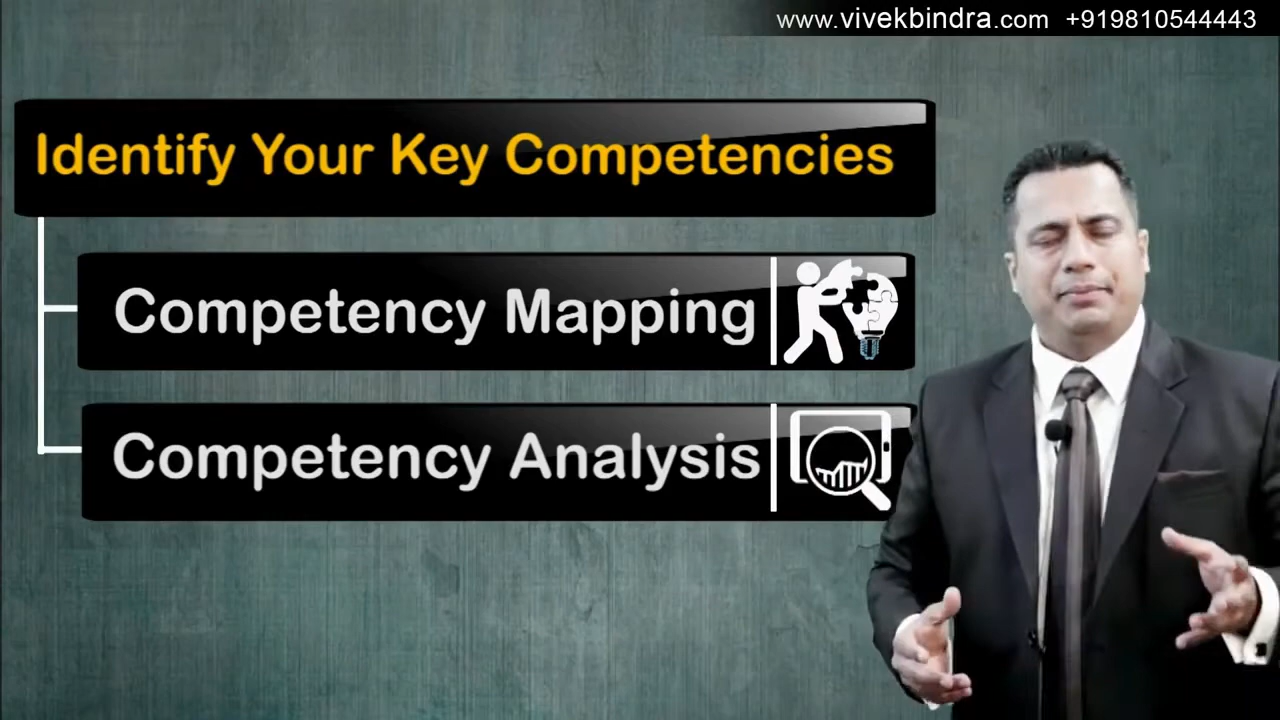 www.vivekbindra.com +919810544443
Identify Your Key Competencies
Competency Mapping
Competency Analysis